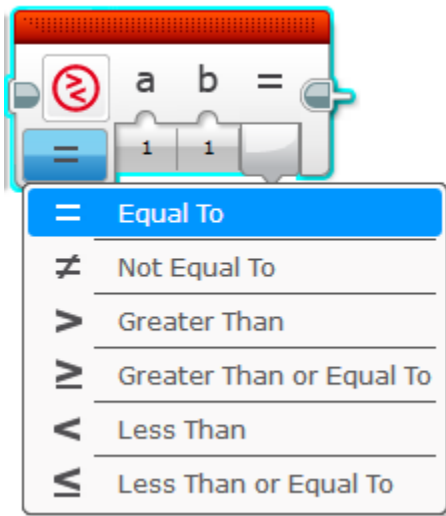 a b =
= 1 1
= Equal To
≠ Not Equal To
> Greater Than
≥ Greater Than or Equal To
< Less Than
≤ Less Than or Equal To